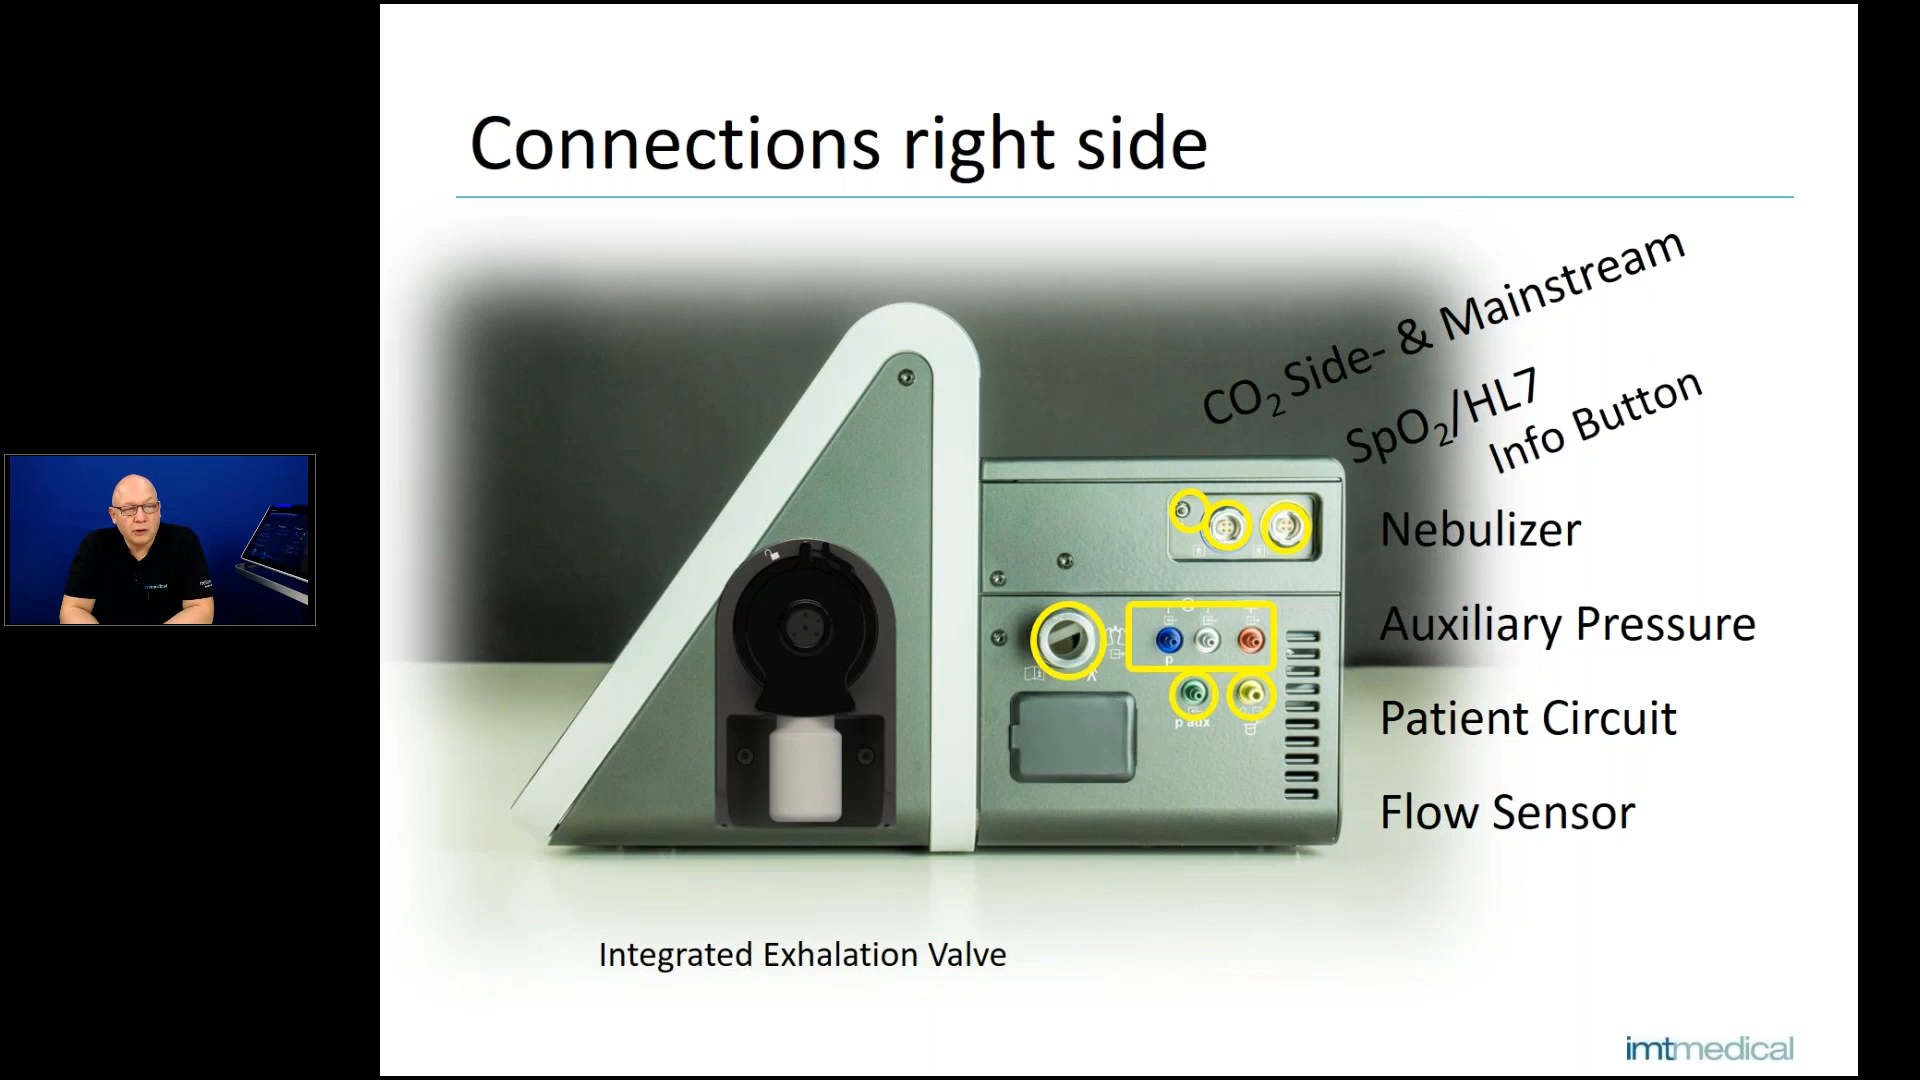 Connections right side
CO₂ Side- & Mainstream
SpO₂/HL7
Info Button
Nebulizer
Auxiliary Pressure
Patient Circuit
Flow Sensor
p
p aux
Integrated Exhalation Valve
imtmedical
imtmedical